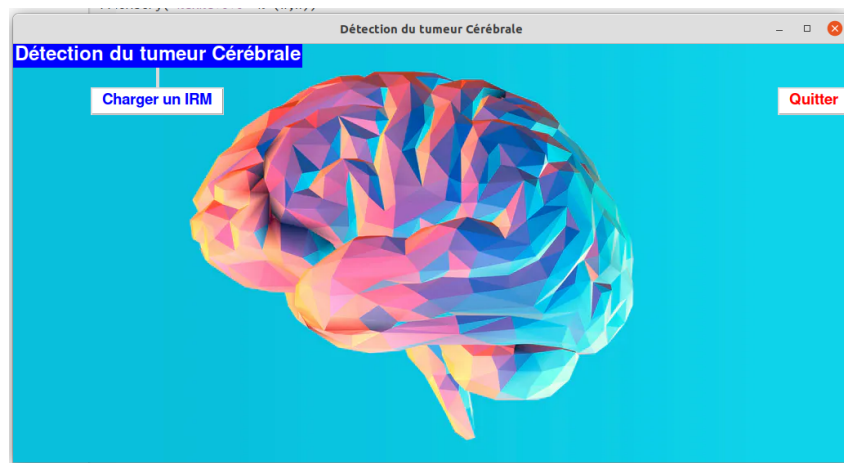 Détection du tumeur Cérébrale
Détection du tumeur Cérébrale
Charger un IRM
Quitter